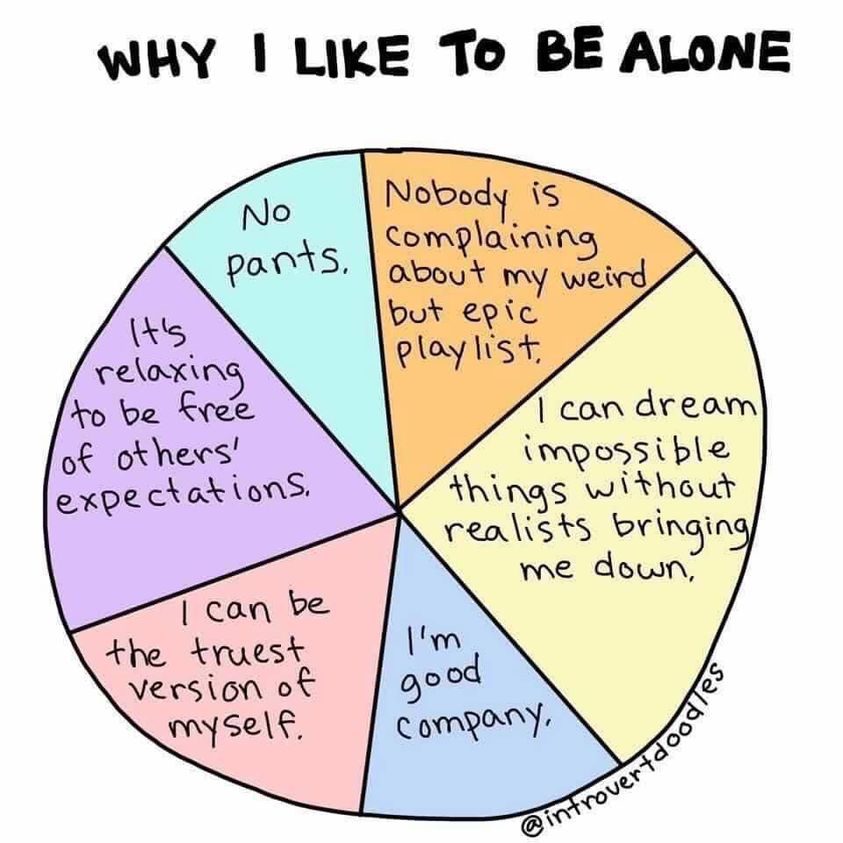 WHY I LIKE TO BE ALONE
No
pants.
Nobody is
complaining
about my weird
but epic
playlist.
I can dream
impossible
things without
realists bringing
me down.
I'm
good
company.
I can be
the truest
version of
myself.
It's
relaxing
to be free
of others'
expectations.
@introvertdoodles